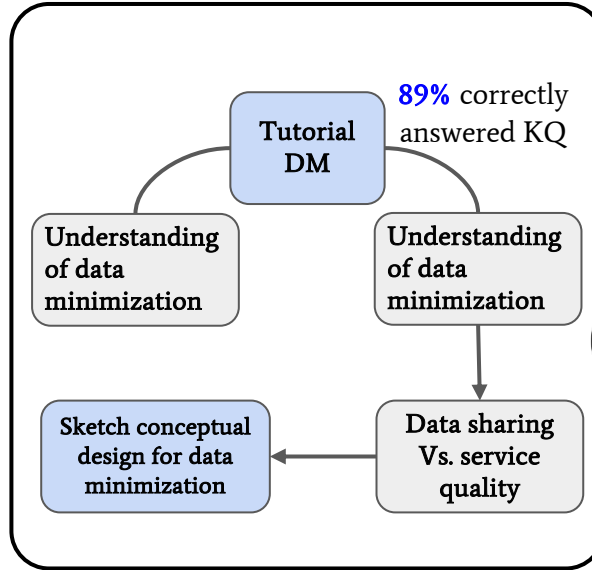 89% correctly
answered KQ
Tutorial
DM
Understanding
of data
minimization
Understanding
of data
minimization
Sketch conceptual
design for data
minimization
Data sharing
Vs. service
quality